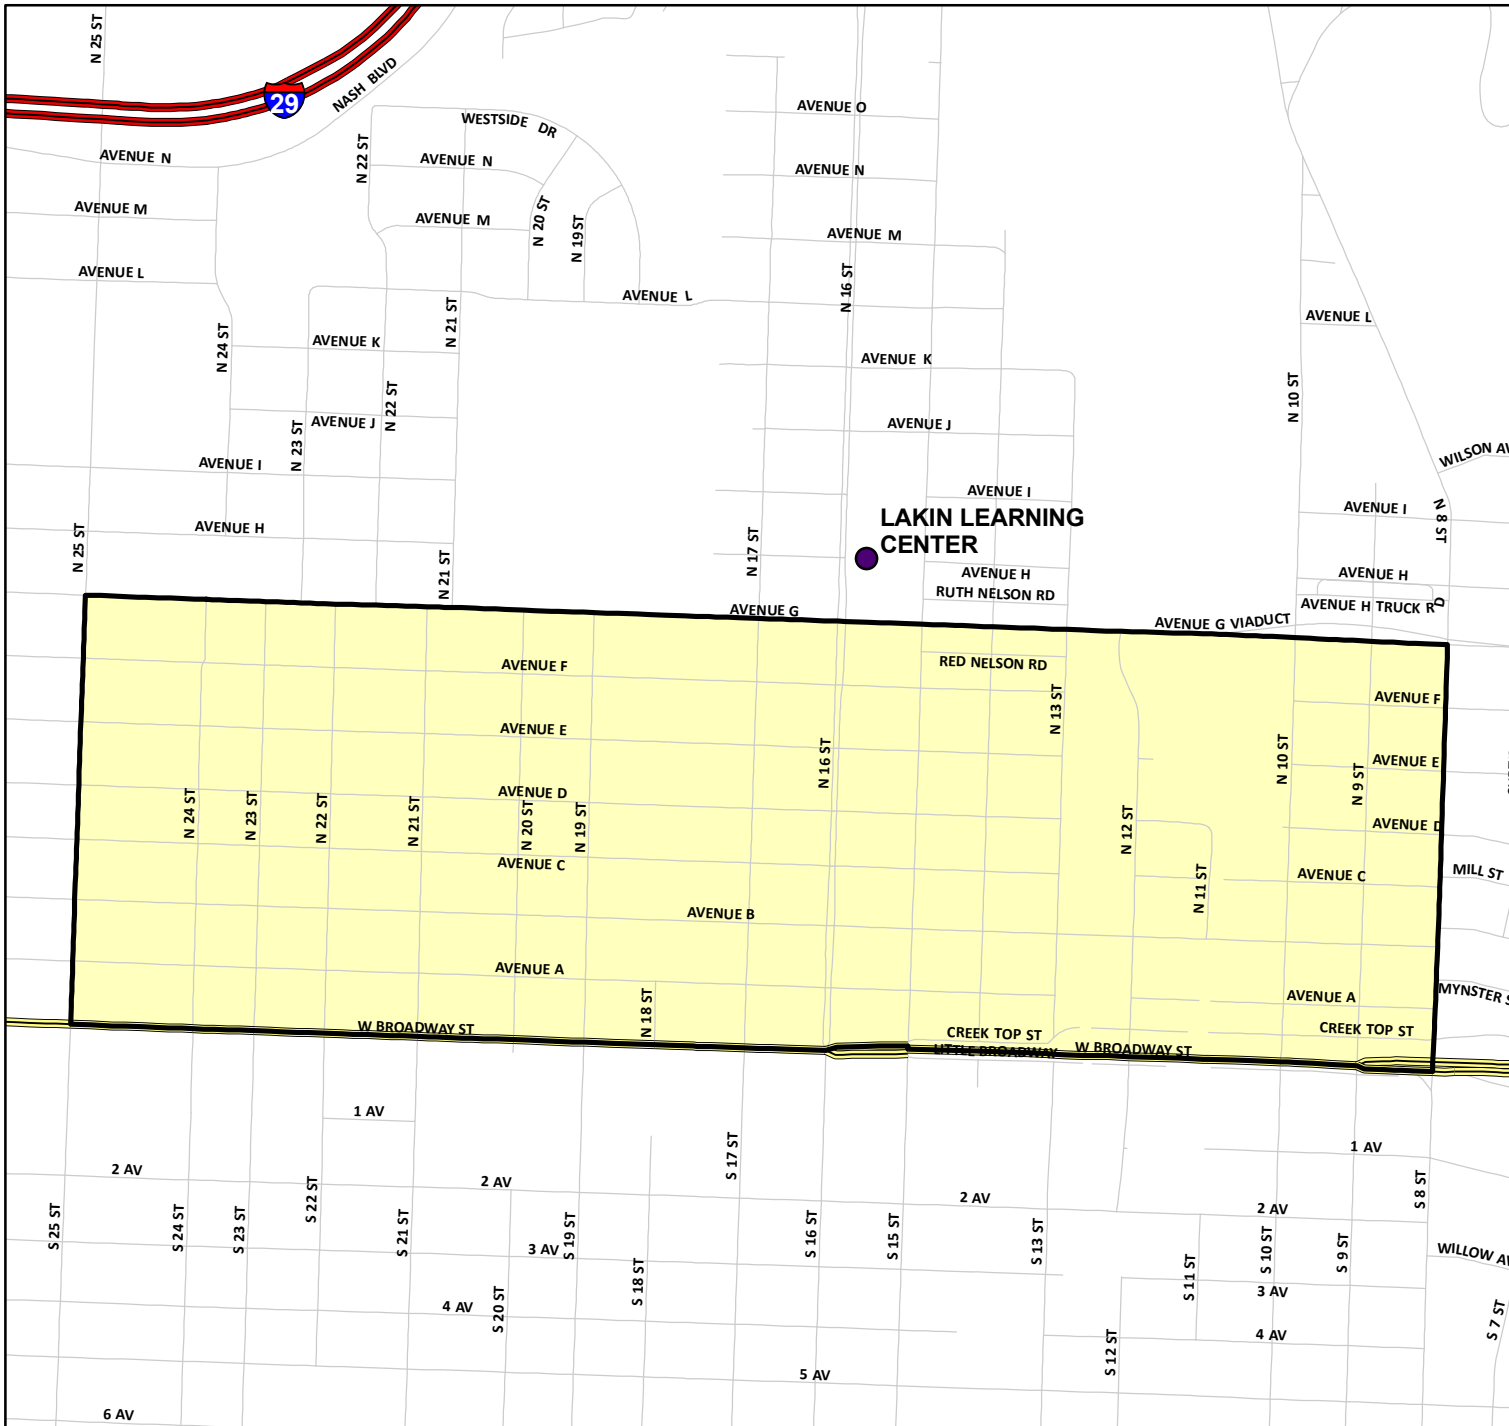 N 25 ST
NASH BLVD
29
AVENUE O
WESTSIDE DR
AVENUE N
N 22 ST
AVENUE N
AVENUE N
AVENUE M
N 20 ST
N 19 ST
AVENUE M
AVENUE M
AVENUE L
N 16 ST
AVENUE L
AVENUE L
N 21 ST
N 24 ST
AVENUE K
AVENUE K
N 22 ST
N 10 ST
AVENUE J
AVENUE J
N 23 ST
AVENUE I
WILSON AV
AVENUE I
AVENUE I
N 8 ST
LAKIN LEARNING
CENTER
AVENUE H
N 25 ST
N 21 ST
N 17 ST
AVENUE H
AVENUE H
RUTH NELSON RD
AVENUE H TRUCK RD
AVENUE G
AVENUE G VIADUCT
AVENUE F
RED NELSON RD
AVENUE F
N 13 ST
AVENUE E
N 16 ST
N 10 ST
AVENUE E
N 9 ST
AVENUE D
N 24 ST
N 23 ST
N 22 ST
N 21 ST
N 20 ST
N 19 ST
N 12 ST
AVENUE D
AVENUE C
AVENUE C
MILL ST
N 11 ST
AVENUE B
AVENUE A
AVENUE A
MYNSTER S
N 18 ST
W BROADWAY ST
CREEK TOP ST
CREEK TOP ST
LITTLE BROADWAY
W BROADWAY ST
1 AV
1 AV
S 17 ST
2 AV
2 AV
2 AV
2 AV
S 8 ST
S 25 ST
S 24 ST
S 23 ST
S 22 ST
S 21 ST
S 19 ST
S 16 ST
S 15 ST
S 13 ST
S 10 ST
S 9 ST
3 AV
WILLOW AV
S 18 ST
S 11 ST
3 AV
4 AV
S 20 ST
4 AV
S 7 ST
S 12 ST
5 AV
6 AV